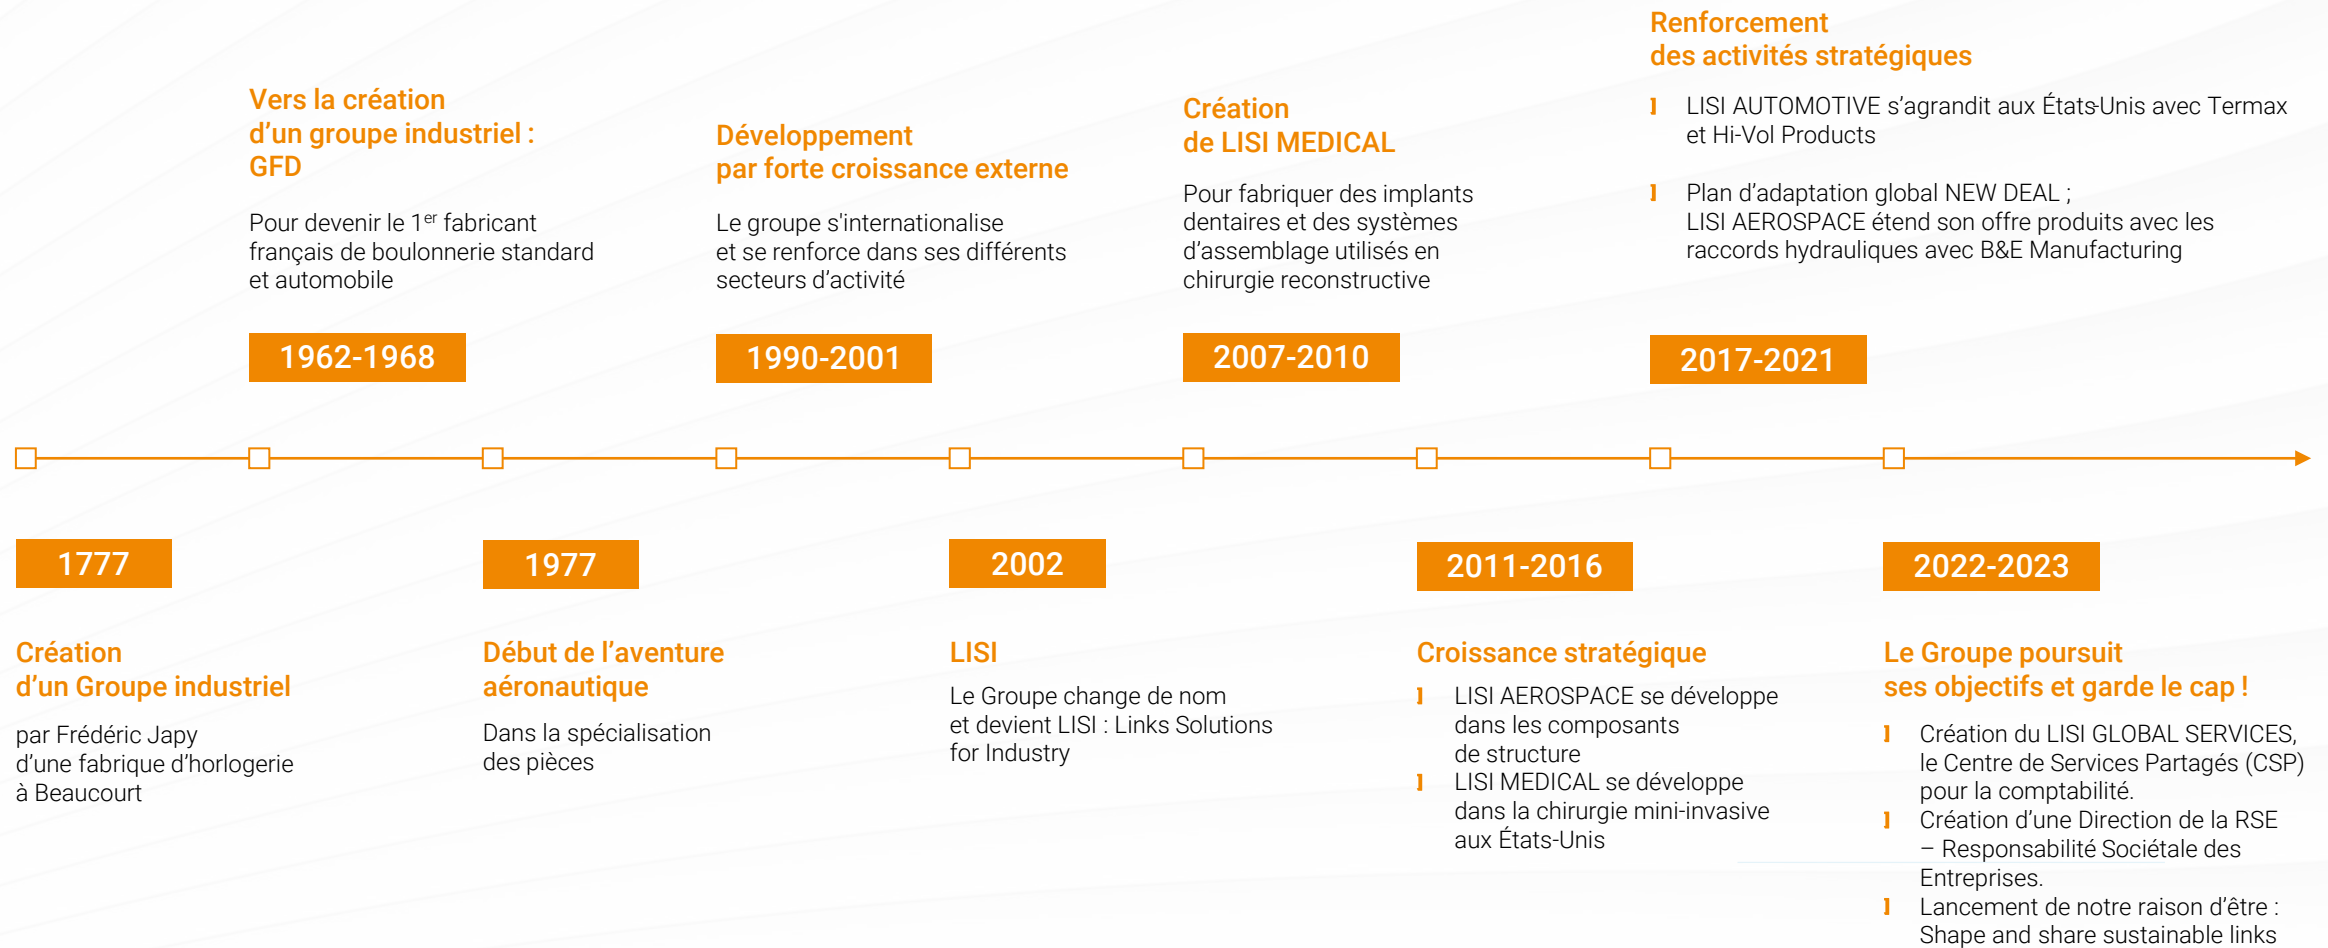 Vers la création
d’un groupe industriel :
GFD
Pour devenir le 1er fabricant
français de boulonnerie standard
et automobile
1962-1968
Développement
par forte croissance externe
Le groupe s'internationalise
et se renforce dans ses différents
secteurs d’activité
1990-2001
Création
de LISI MEDICAL
Pour fabriquer des implants
dentaires et des systèmes
d’assemblage utilisés en
chirurgie reconstructive
2007-2010
Renforcement
des activités stratégiques
LISI AUTOMOTIVE s’agrandit aux États-Unis avec Termax
et Hi-Vol Products
Plan d’adaptation global NEW DEAL ;
LISI AEROSPACE étend son offre produits avec les
raccords hydrauliques avec B&E Manufacturing
2017-2021
1777
Création
d’un Groupe industriel
par Frédéric Japy
d’une fabrique d’horlogerie
à Beaucourt
1977
Début de l’aventure
aéronautique
Dans la spécialisation
des pièces
2002
LISI
Le Groupe change de nom
et devient LISI : Links Solutions
for Industry
2011-2016
Croissance stratégique
LISI AEROSPACE se développe
dans les composants
de structure
LISI MEDICAL se développe
dans la chirurgie mini-invasive
aux États-Unis
2022-2023
Le Groupe poursuit
ses objectifs et garde le cap !
Création du LISI GLOBAL SERVICES,
le Centre de Services Partagés (CSP)
pour la comptabilité.
Création d’une Direction de la RSE
– Responsabilité Sociétale des
Entreprises.
Lancement de notre raison d’être :
Shape and share sustainable links